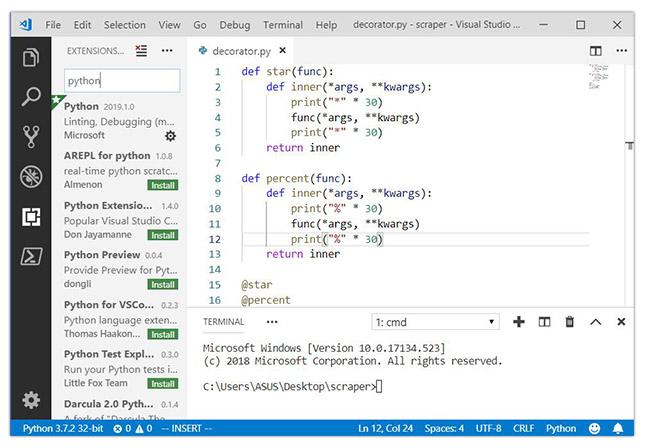 File Edit Selection View Go Debug Terminal Help decorator.py - scraper - Visual Studio ...
EXTENSIONS...
python
Python 2019.1.0
Linting, Debugging (m...
Microsoft
AREPL for python 1.0.8
real-time python scratc...
Almenon Install
Python Extension... 1.4.0
Popular Visual Studio C...
Don Jayamanne Install
Python Preview 0.0.4
Provide Preview for Pyt...
dongli Install
Python for VSCo... 0.2.3
Python language exten...
Thomas Haakon... Install
Python Test Expl... 0.3.0
Run your Python tests i...
Little Fox Team Install
Darcula 2.0 Python... 0.1.4
A fork of "Darcula The...
decorator.py
1 def star(func):
2 def inner(*args, **kwargs):
3 print("*" * 30)
4 func(*args, **kwargs)
5 print("*" * 30)
6 return inner
7
8 def percent(func):
9 def inner(*args, **kwargs):
10 print("%" * 30)
11 func(*args, **kwargs)
12 print("%" * 30)
13 return inner
14
15 @star
16 @percent
TERMINAL ... 1: cmd
Microsoft Windows [Version 10.0.17134.523]
(c) 2018 Microsoft Corporation. All rights reserved.
C:\Users\ASUS\Desktop\scraper>
Python 3.7.2 32-bit 0 0 -- INSERT -- Ln 12, Col 24 Spaces: 4 UTF-8 CRLF Python